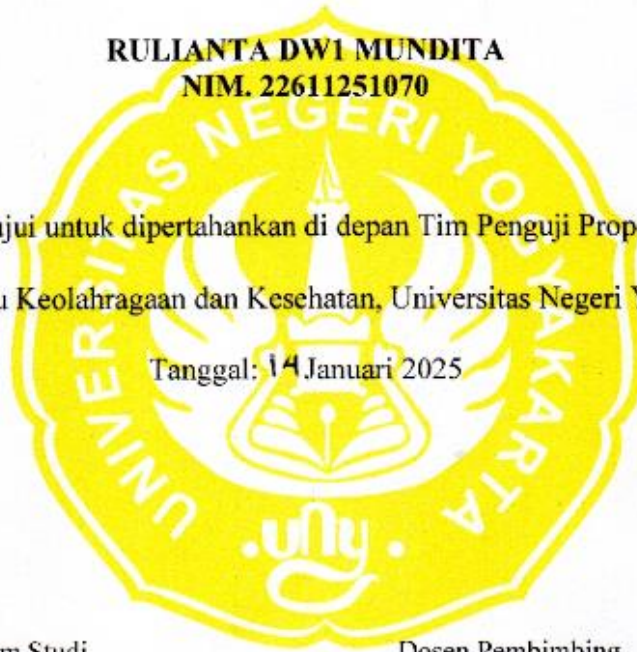 RULIANTA DW1 MUNDITA
NIM. 22611251070
UNIVERSITAS NEGERI YOGYAKARTA
ujui untuk dipertahankan di depan Tim Penguji Prop
u Keolahragaan dan Kesehatan, Universitas Negeri Y
Tanggal: 14 Januari 2025
.uny.
m Studi
Dosen Pembimbing